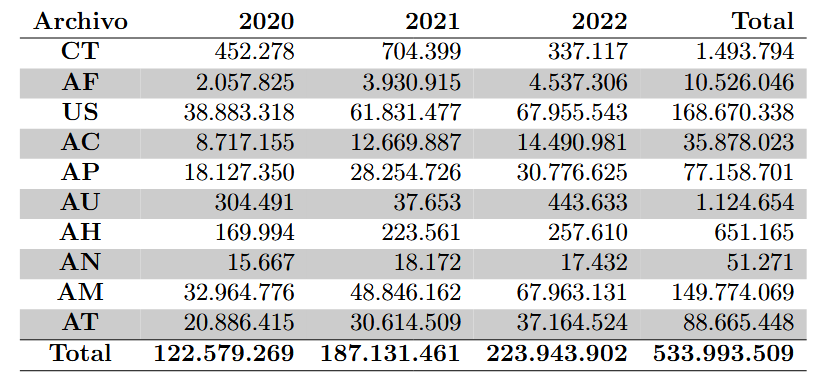 Archivo 2020 2021 2022 Total
CT 452.278 704.399 337.117 1.493.794
AF 2.057.825 3.930.915 4.537.306 10.526.046
US 38.883.318 61.831.477 67.955.543 168.670.338
AC 8.717.155 12.669.887 14.490.981 35.878.023
AP 18.127.350 28.254.726 30.776.625 77.158.701
AU 304.491 37.653 443.633 1.124.654
AH 169.994 223.561 257.610 651.165
AN 15.667 18.172 17.432 51.271
AM 32.964.776 48.846.162 67.963.131 149.774.069
AT 20.886.415 30.614.509 37.164.524 88.665.448
Total 122.579.269 187.131.461 223.943.902 533.993.509